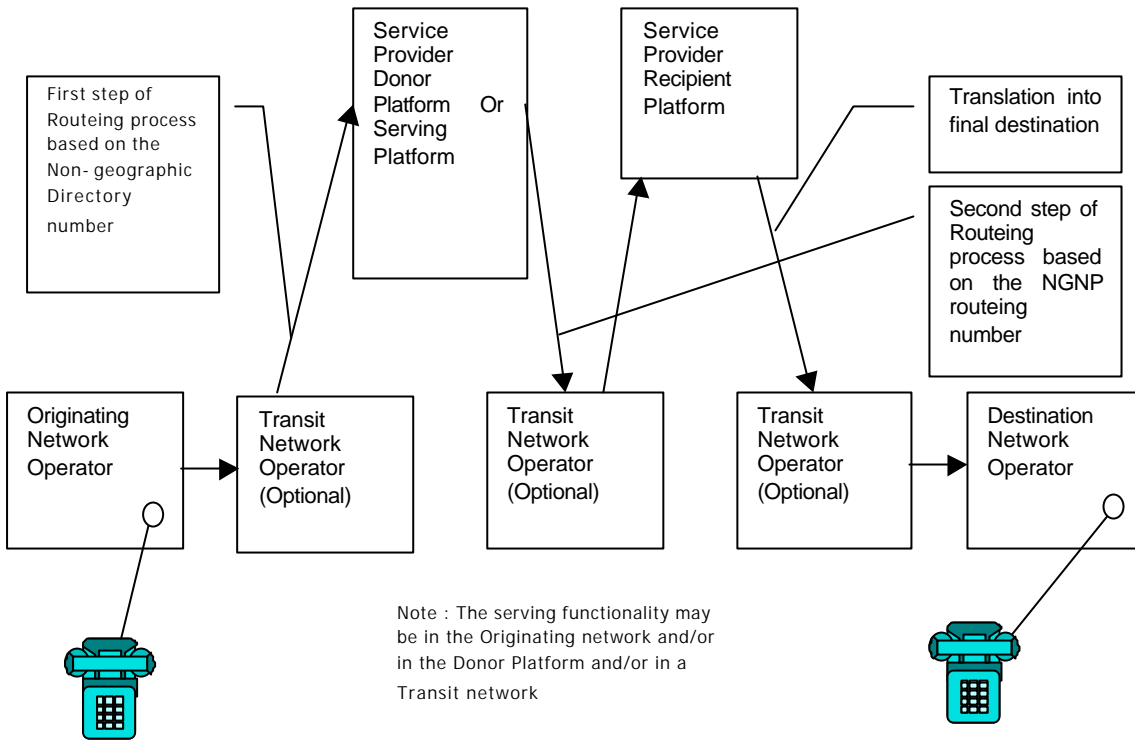 Service
Provider
Donor
Platform Or
Serving
Platform
Service
Provider
Recipient
Platform
First step of
Routeing process
based on the
Non- geographic
Directory
number
Translation into
final destination
Second step of
Routeing
process based
on the NGNP
routeing
number
Originating
Network
Operator
Transit
Network
Operator
(Optional)
Transit
Network
Operator
(Optional)
Transit
Network
Operator
(Optional)
Destination
Network
Operator
Note : The serving functionality may
be in the Originating network and/or
in the Donor Platform and/or in a
Transit network